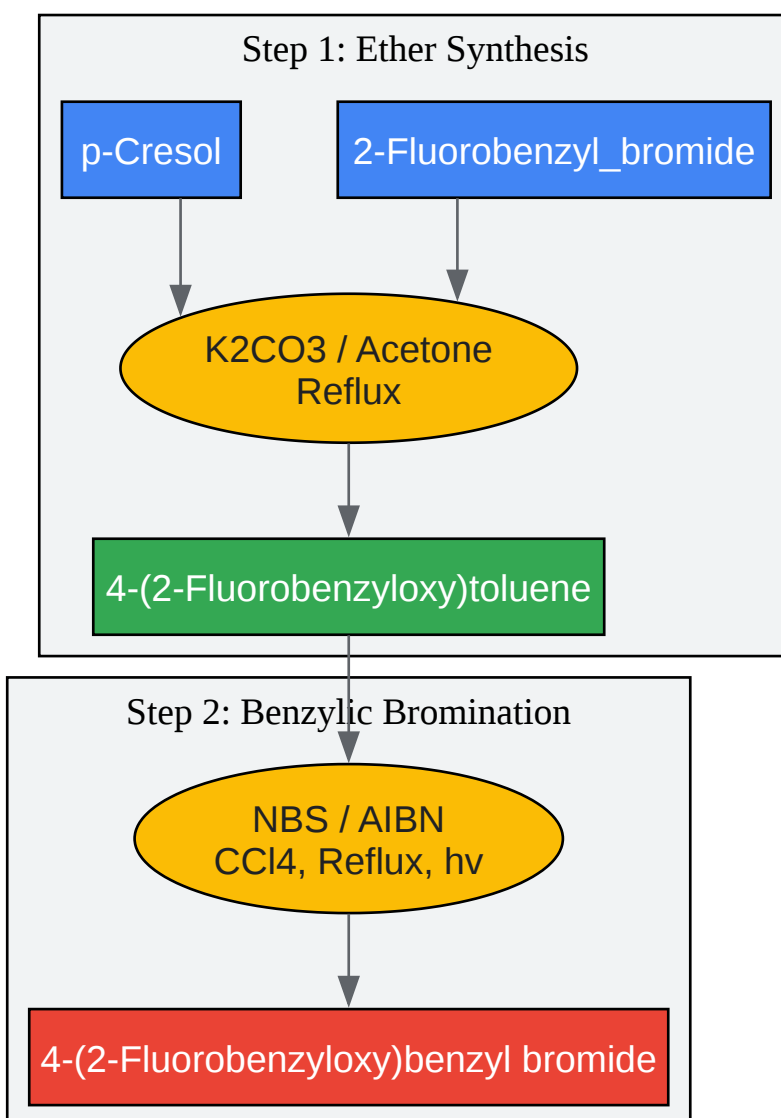 Step 1: Ether Synthesis
p-Cresol
2-Fluorobenzyl_bromide
K2CO3 / Acetone
Reflux
4-(2-Fluorobenzyloxy)toluene
Step 2: Benzylic Bromination
NBS / AIBN
CCl4, Reflux, hv
4-(2-Fluorobenzyloxy)benzyl bromide